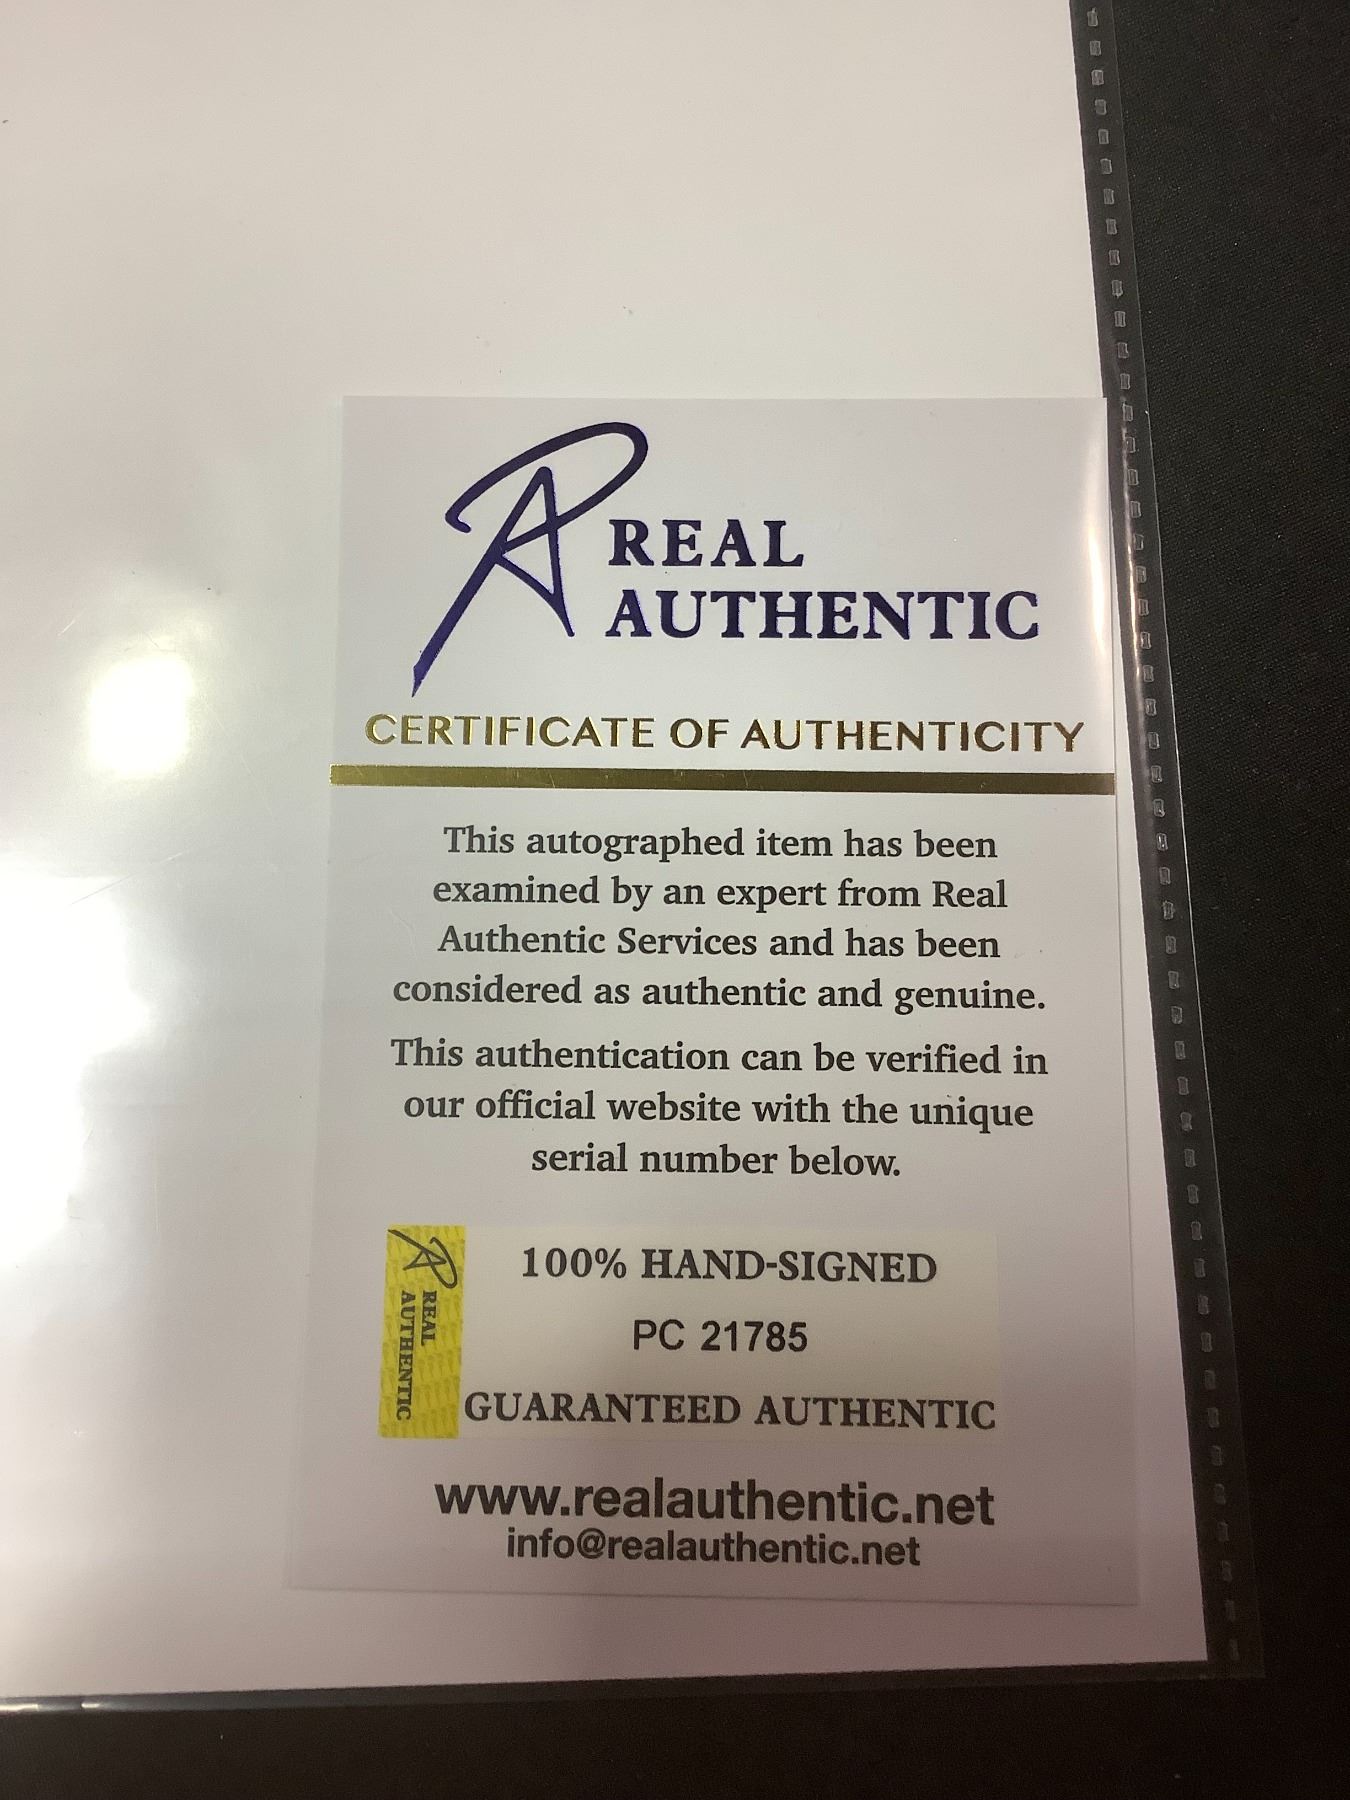 REAL
AUTHENTIC
CERTIFICATE OF AUTHENTICITY
This autographed item has been
examined by an expert from Real
Authentic Services and has been
considered as authentic and genuine.
This authentication can be verified in
our official website with the unique
serial number below.
REAL
AUTHENTIC
100% HAND-SIGNED
PC 21785
GUARANTEED AUTHENTIC
www.realauthentic.net
info@realauthentic.net